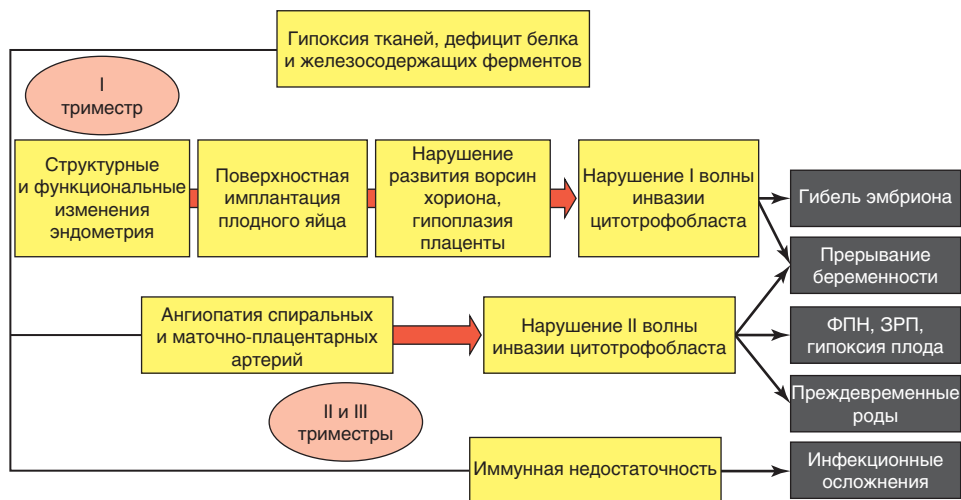 Гипоксия тканей, дефицит белка
и железосодержащих ферментов
I
триместр
Структурные
и функциональные
изменения
эндометрия
Поверхностная
имплантация
плодного яйца
Нарушение
развития ворсин
хориона,
гипоплазия
плаценты
Нарушение I волны
инвазии
цитотрофобласта
Гибель эмбриона
Прерывание
беременности
Ангиопатия спиральных
и маточно-плацентарных
артерий
Нарушение II волны
инвазии цитотрофобласта
ФПН, ЗРП,
гипоксия плода
Преждевременные
роды
II и III
триместры
Иммунная недостаточность
Инфекционные
осложнения